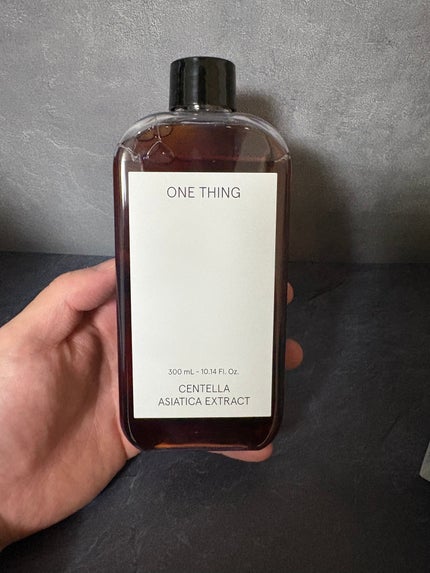 ONE THING
300 mL - 10.14 Fl. Oz.
CENTELLA
ASIATICA EXTRACT